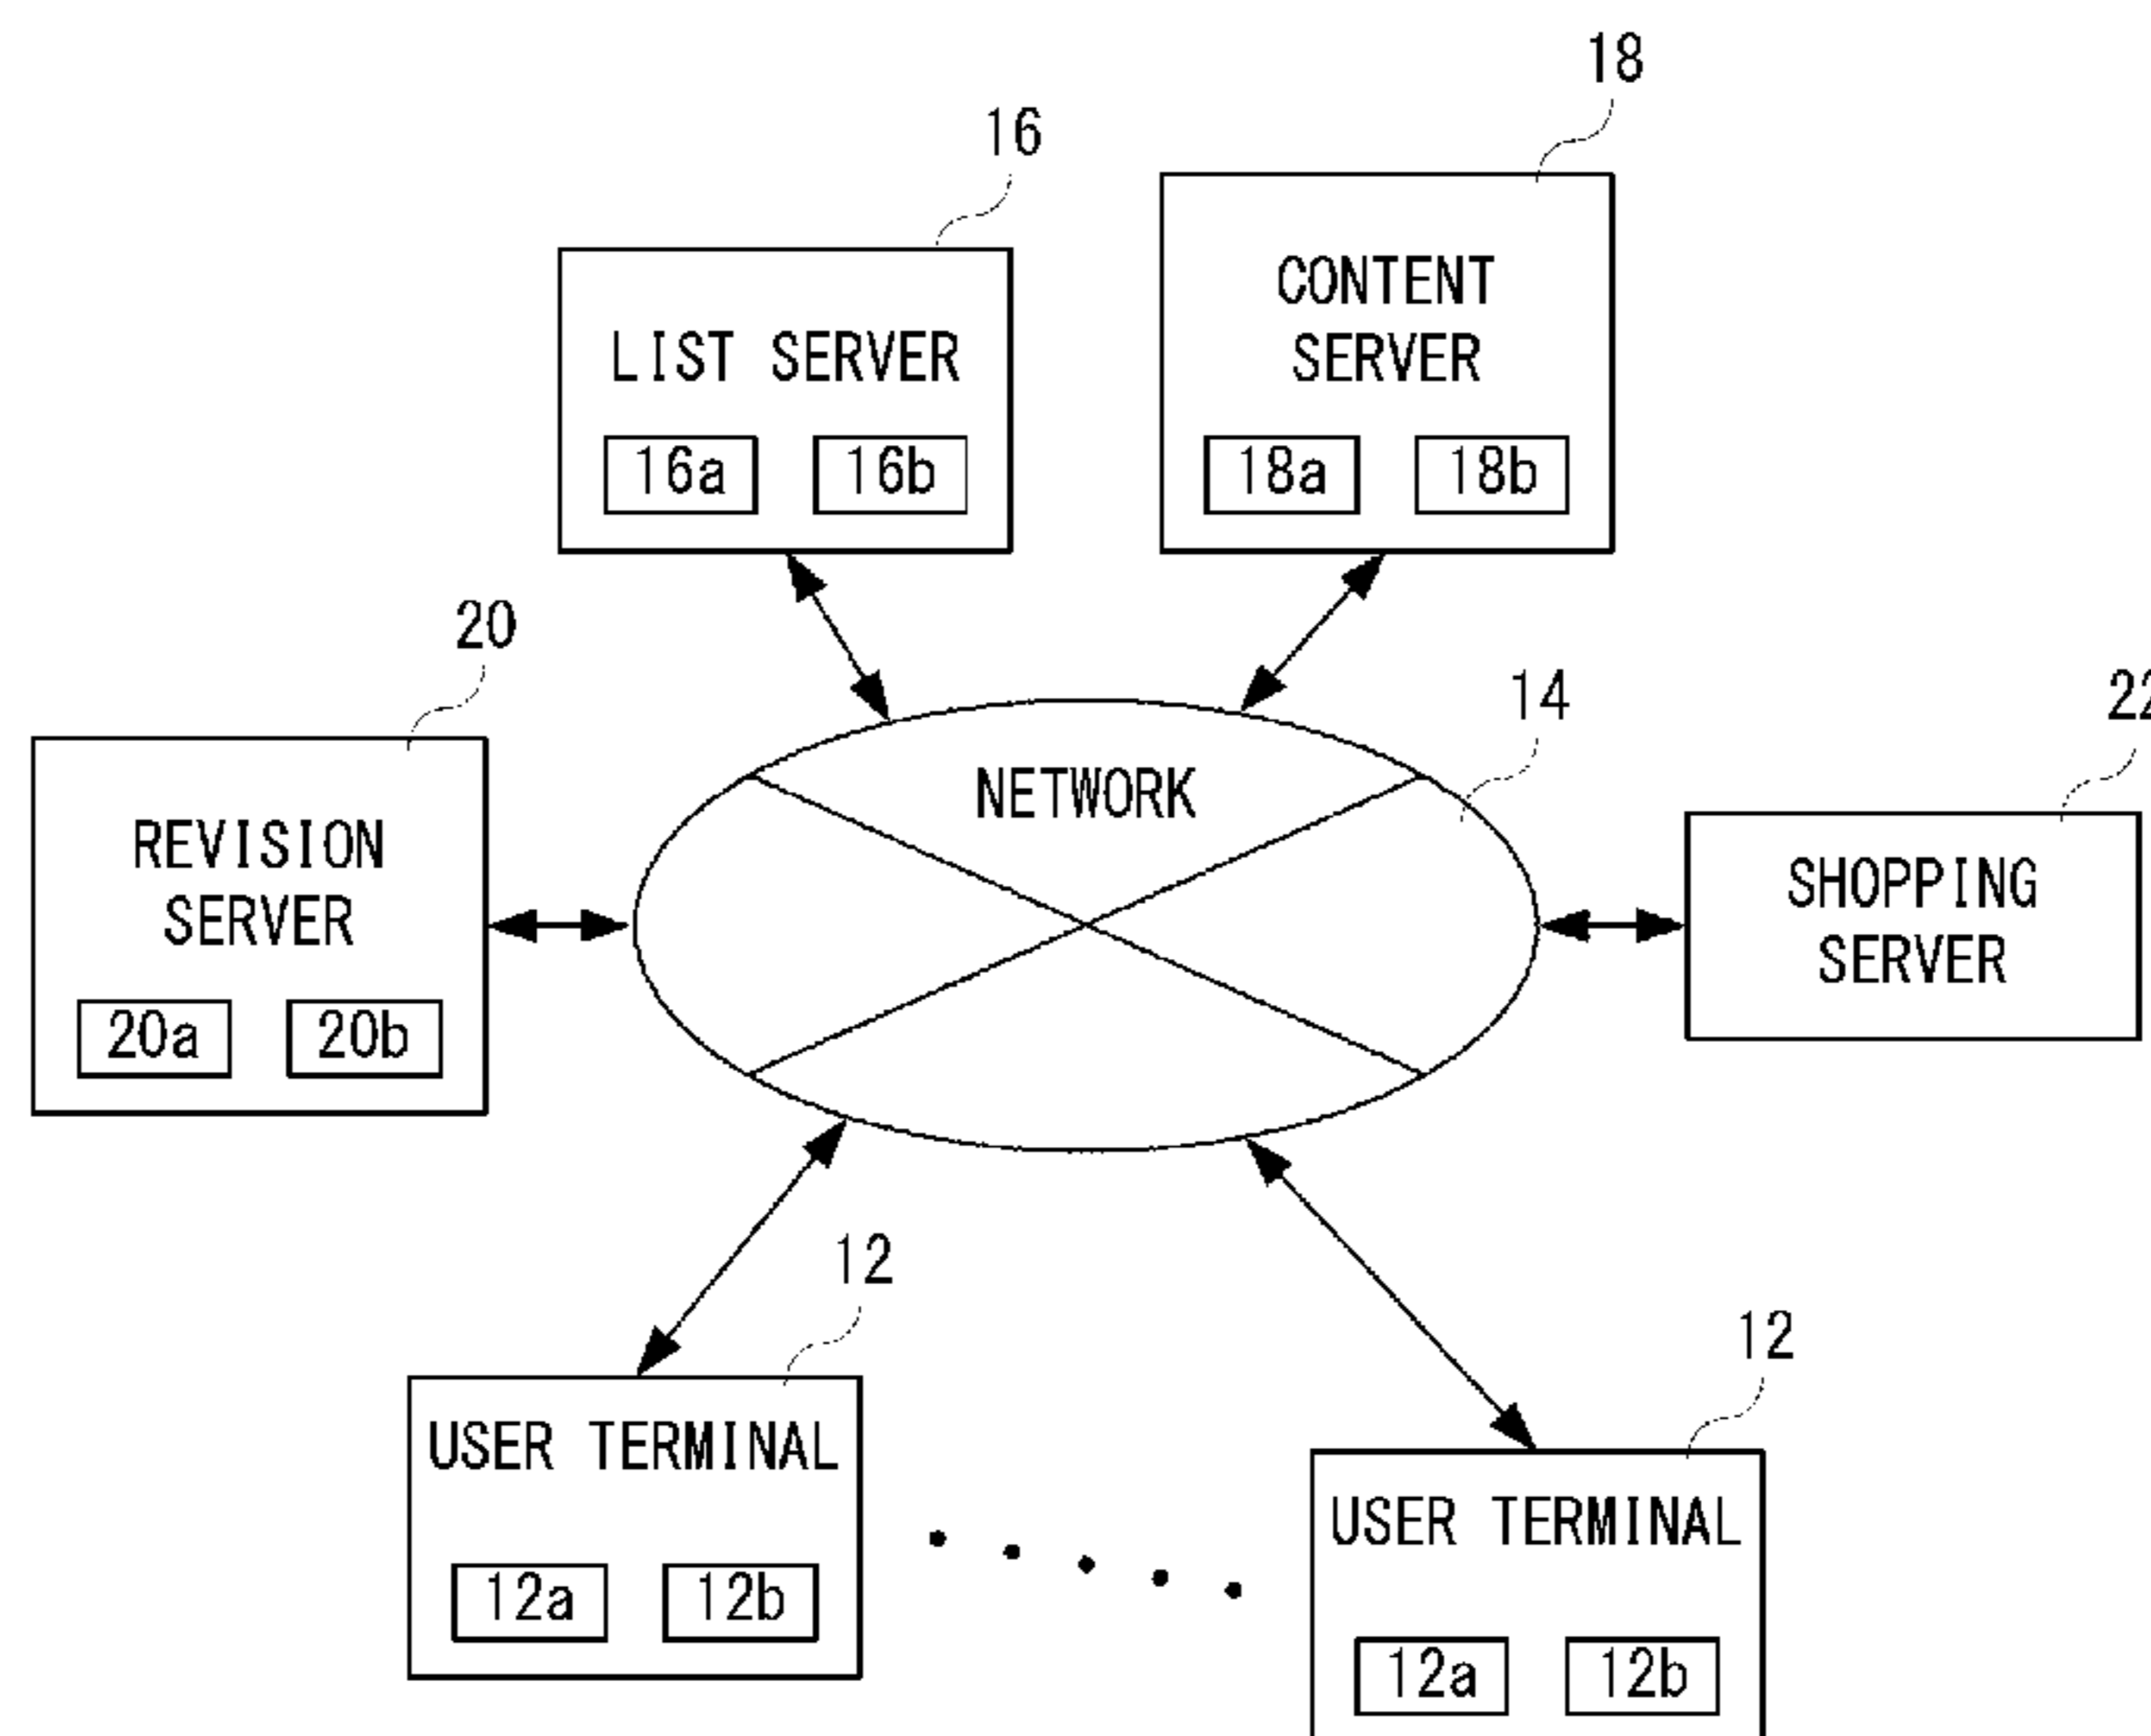 18
16
CONTENT
SERVER
LIST SERVER
16a 16b
18a 18b
20
14
22
NETWORK
REVISION
SERVER
20a 20b
SHOPPING
SERVER
12
12
USER TERMINAL
12a 12b
USER TERMINAL
12a 12b